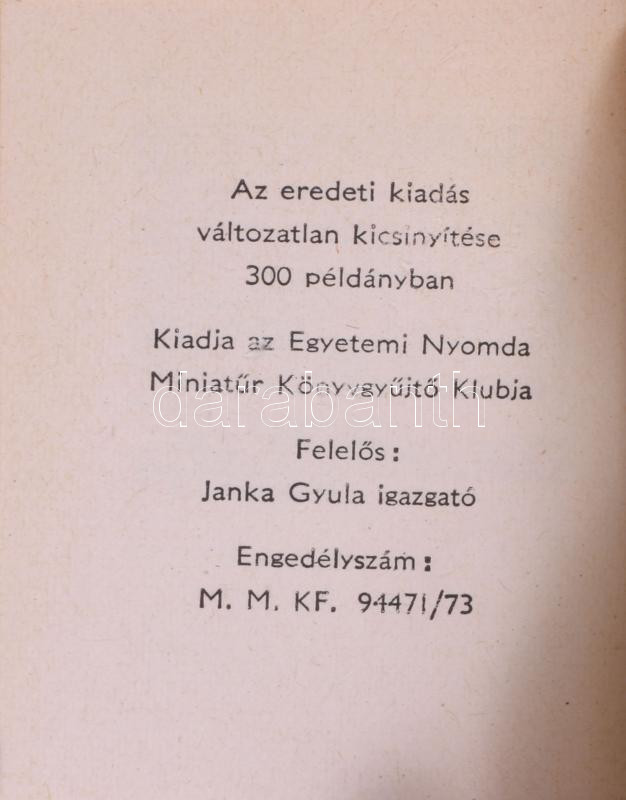 Az eredeti kiadás
változatlan kicsinyítése
300 példányban
Kiadja az Egyetemi Nyomda
Miniatűr Könyvgyűjtő Klubja
darabanth
Felelős :
Janka Gyula igazgató
Engedélyszám :
M. M. KF. 94471/73